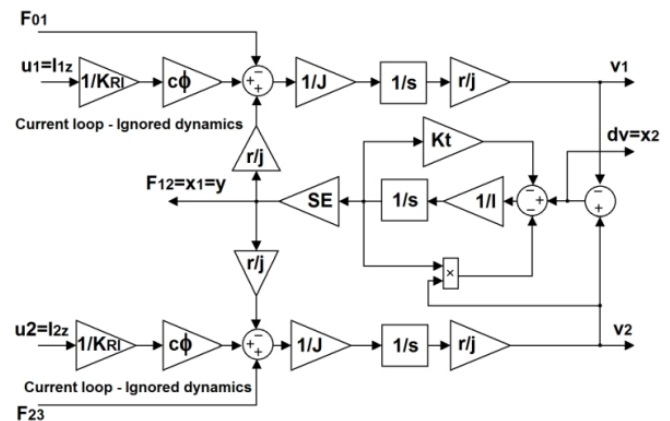 F01
u1=I1z
1/KRI
cϕ
1/J
1/s
r/j
v1
Current loop - Ignored dynamics
r/j
Kt
dv=x2
F12=x1=y
SE
1/s
1/l
r/j
×
u2=I2z
1/KRI
cϕ
1/J
1/s
r/j
v2
Current loop - Ignored dynamics
F23